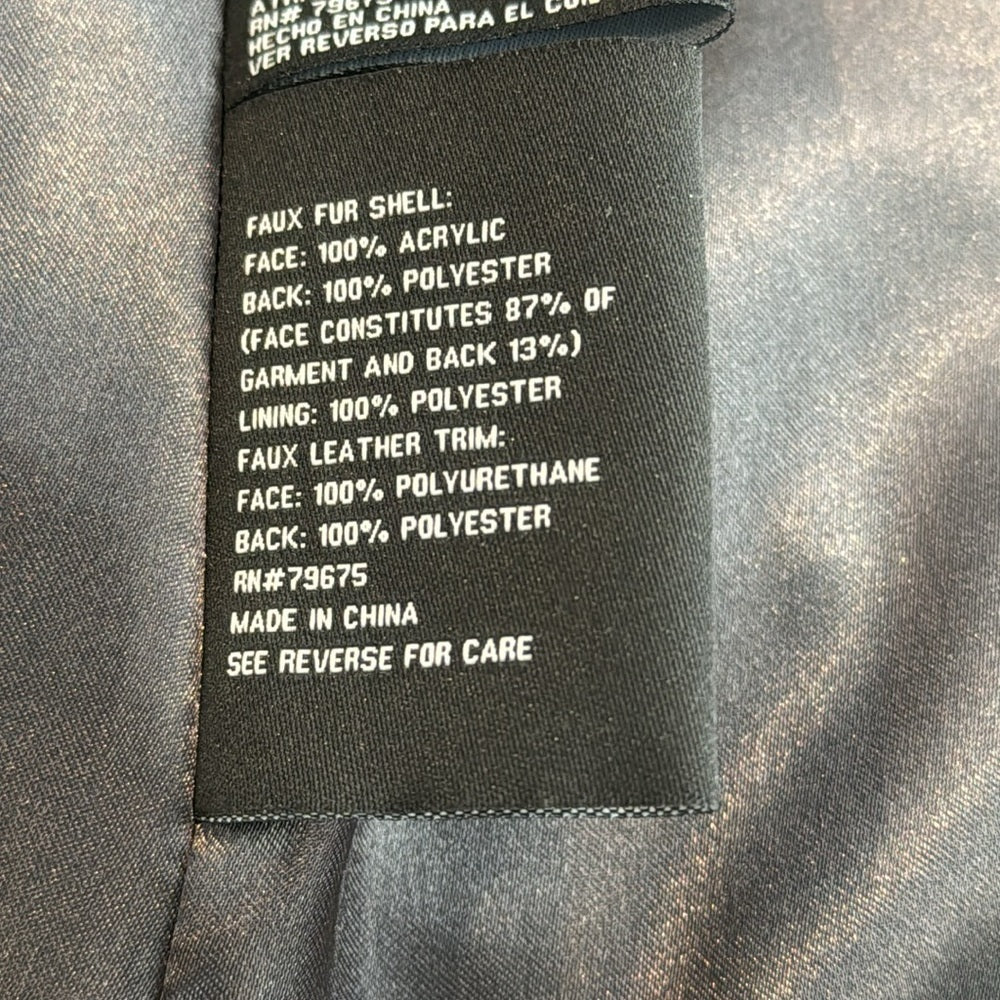 RN# 7967
HECHO EN CHINA
VER REVERSO PARA EL
FAUX FUR SHELL:
FACE: 100% ACRYLIC
BACK: 100% POLYESTER
(FACE CONSTITUTES 87% OF
GARMENT AND BACK 13%)
LINING: 100% POLYESTER
FAUX LEATHER TRIM:
FACE: 100% POLYURETHANE
BACK: 100% POLYESTER
RN#79675
MADE IN CHINA
SEE REVERSE FOR CARE